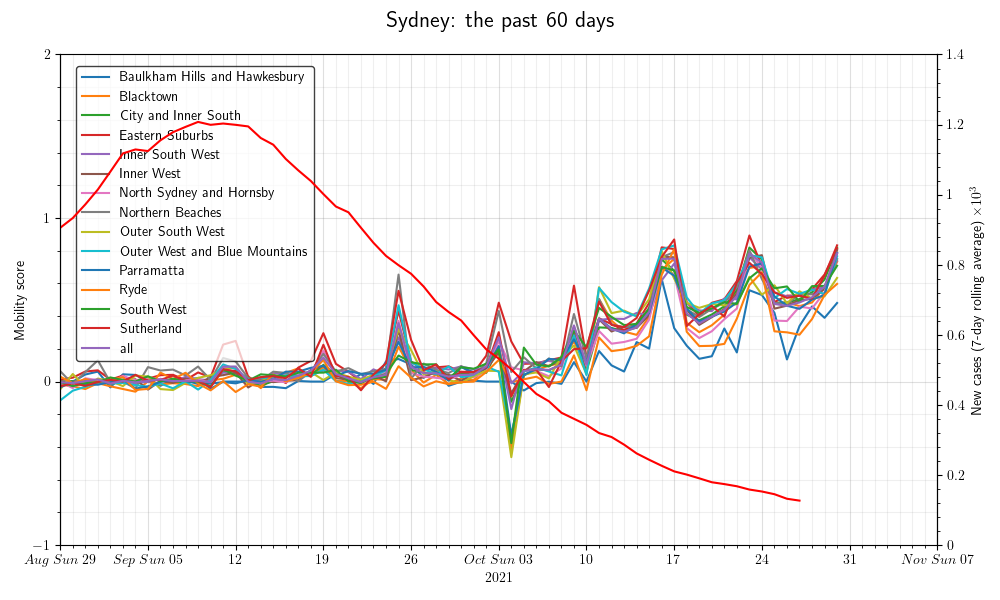 Sydney: the past 60 days
2
1
0
−1
Mobility score
Baulkham Hills and Hawkesbury
Blacktown
City and Inner South
Eastern Suburbs
Inner South West
Inner West
North Sydney and Hornsby
Northern Beaches
Outer South West
Outer West and Blue Mountains
Parramatta
Ryde
South West
Sutherland
all
1.4
1.2
1
0.8
0.6
0.4
0.2
0
New cases (7-day rolling average) ×10³
Aug Sun 29 Sep Sun 05 12 19 26 Oct Sun 03 10 17 24 31 Nov Sun 07
2021